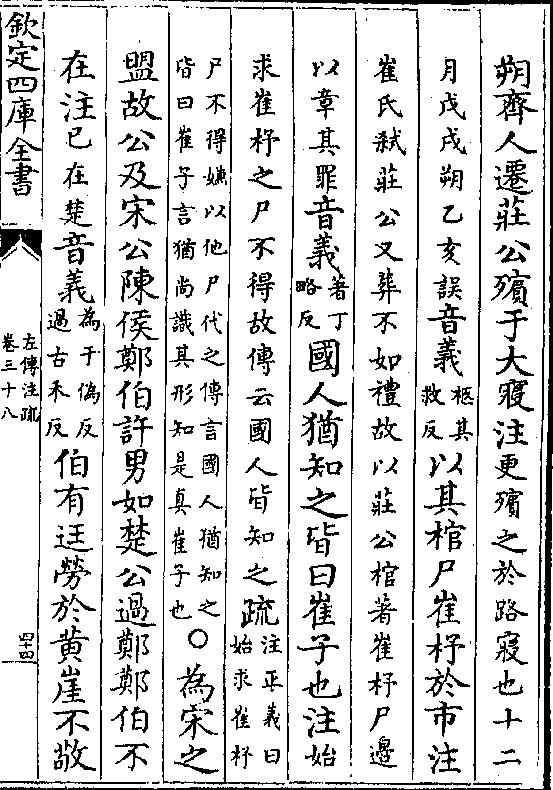 朔齊人遷莊公殯于大寢注更殯之於路寢也十二
月戊戌朔乙亥誤音義柩其救反以其棺尸崔杼於市注
崔氏弑莊公又葬不如禮故以莊公棺著崔杼尸邊
以章其罪音義著丁略反國人猶知之皆曰崔子也注始
求崔杼之尸不得故傳云國人皆知之疏注正義曰始求崔杼
尸不得嫌以他尸代之傳言國人猶知之皆曰崔子言猶尚識其形知是真崔子也○為宋之
盟故公及宋公陳侯鄭伯許男如楚公過鄭鄭伯不
在注已在楚音義為于偽反過古禾反伯有迋勞於黄崖不敬
欽定四庫全書
左傳注疏
卷三十八
四十四